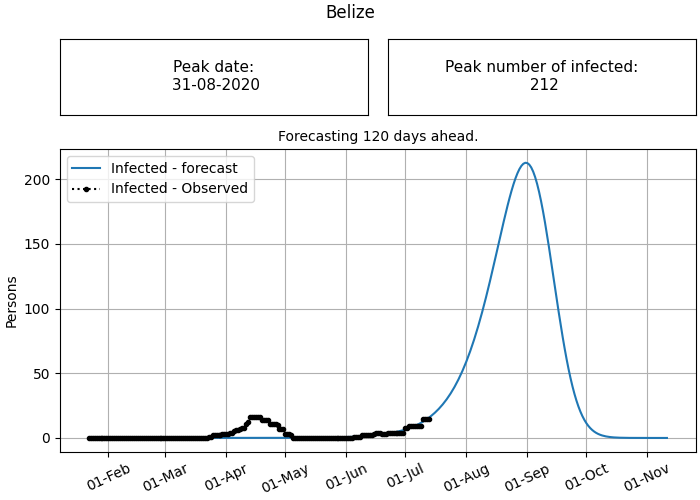 Belize
Peak date:
31-08-2020
Peak number of infected:
212
Forecasting 120 days ahead.
Infected - forecast
Infected - Observed
Persons
200
150
100
50
0
01-Feb
01-Mar
01-Apr
01-May
01-Jun
01-Jul
01-Aug
01-Sep
01-Oct
01-Nov